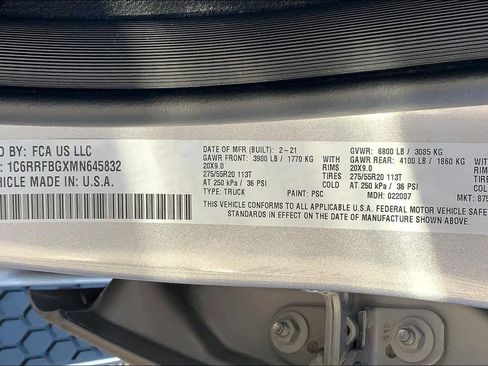 ED BY: FCA US LLC
DATE OF MFR (BUILT): 2-21 GVWR: 6800 LB / 3085 KG
: 1C6RRFBGXMN645832
GAWR FRONT: 3900 LB / 1770 KG WITH GAWR REAR: 4100 LB / 1860 KG
20X9.0 RIMS 20X9.0
275/55R20 113T TIRES 275/55R20 113T
EHICLE MADE IN: U.S.A.
AT 250 kPa / 36 PSI AT 250 kPa / 36 PSI
TYPE: TRUCK PAINT: PSC MDH: 022007 MKT:
THIS VEHICLE CONFORMS TO ALL APPLICABLE U.S.A. FEDERAL MOTOR VEHICLE SAFE
STANDARDS IN EFFECT ON THE DATE OF MANUFACTURE SHOWN ABOVE.